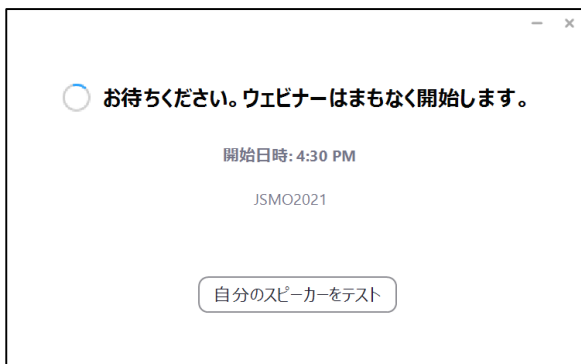 お待ちください。ウェビナーはまもなく開始します。
開始日時: 4:30 PM
JSMO2021
自分のスピーカーをテスト